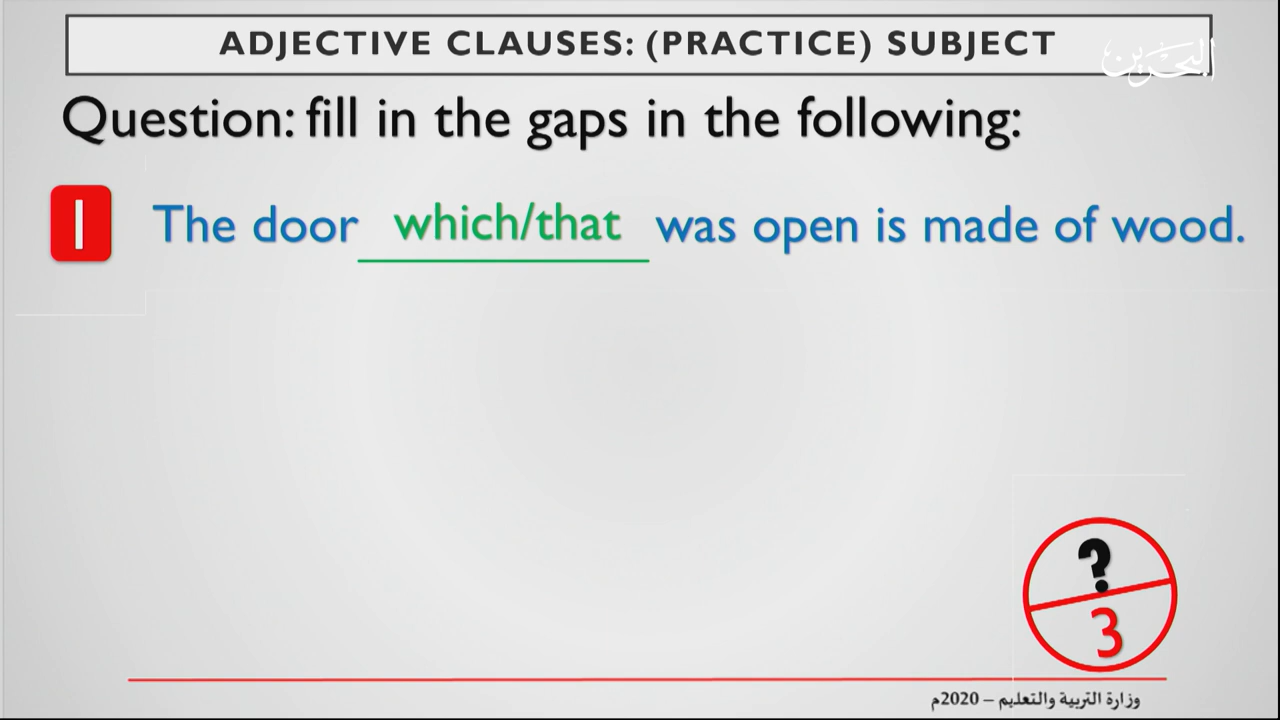 ADJECTIVE CLAUSES: (PRACTICE) SUBJECT
البحرين
Question: fill in the gaps in the following:
1 The door which/that was open is made of wood.
?
3
وزارة التربية والتعليم – 2020م